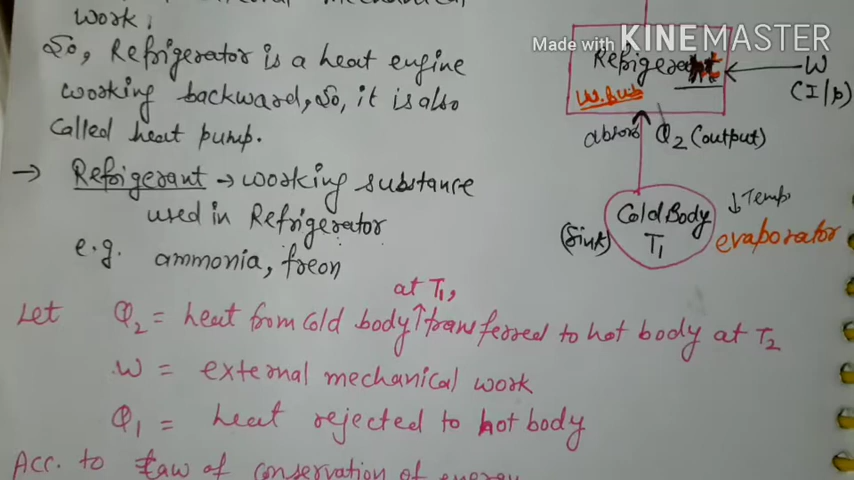 work.
So, Refrigerator is a heat engine
working backward, So, it is also
Called heat pump.
→ Refrigerant → working substance
used in Refrigerator
e.g. ammonia, freon
Made with KINEMASTER
W.Sub
W
(I/p)
absorb Q2 (output)
Cold Body
T1
(Sink)
↓Temp.
evaporator
at T1,
Let Q2 = heat from cold body ↑ transferred to hot body at T2
W = external mechanical work
Q1 = heat rejected to hot body
Acc. to Law of conservation of energy